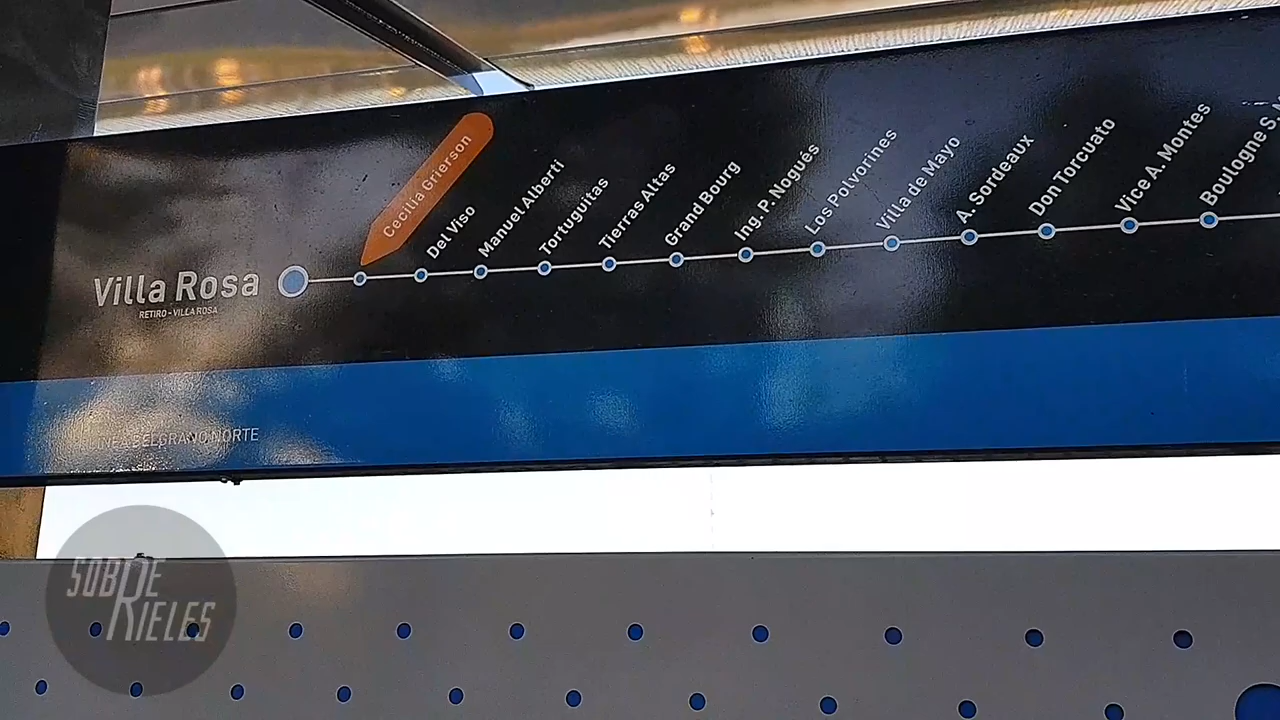 Villa Rosa
RETIRO - VILLA ROSA
Cecilia Grierson
Del Viso
Manuel Alberti
Tortuguitas
Tierras Altas
Grand Bourg
Ing. P. Nogués
Los Polvorines
Villa de Mayo
A. Sordeaux
Don Torcuato
Vice A. Montes
Boulogne S.
LÍNEA BELGRANO NORTE
SOBRE
RIELES